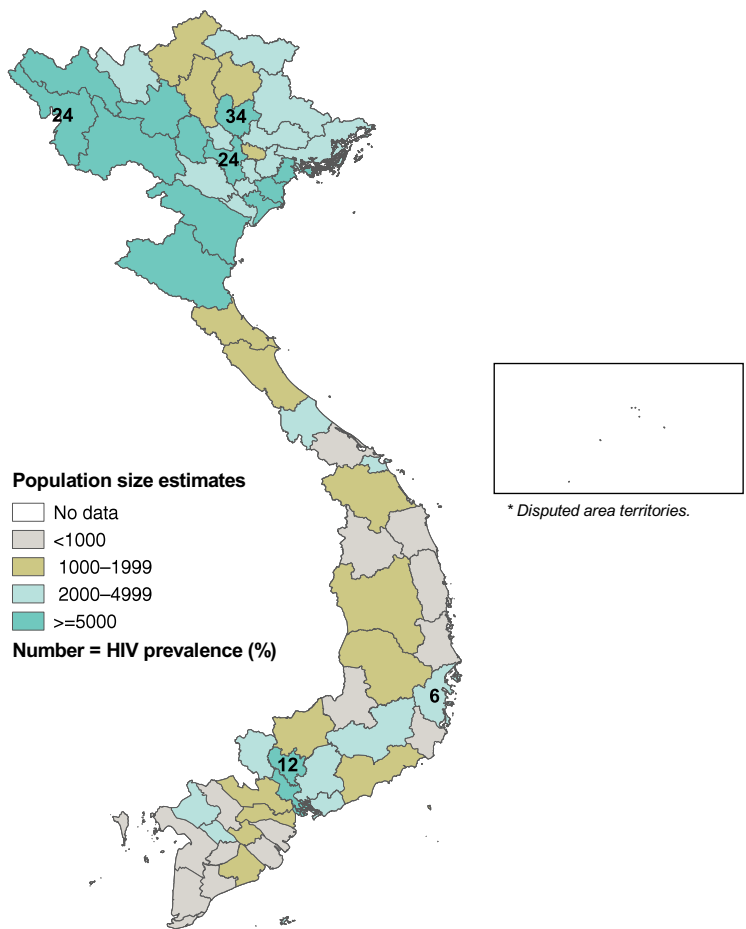 24
34
24
Population size estimates
No data
<1000
1000–1999
2000–4999
>=5000
Number = HIV prevalence (%)
* Disputed area territories.
6
12